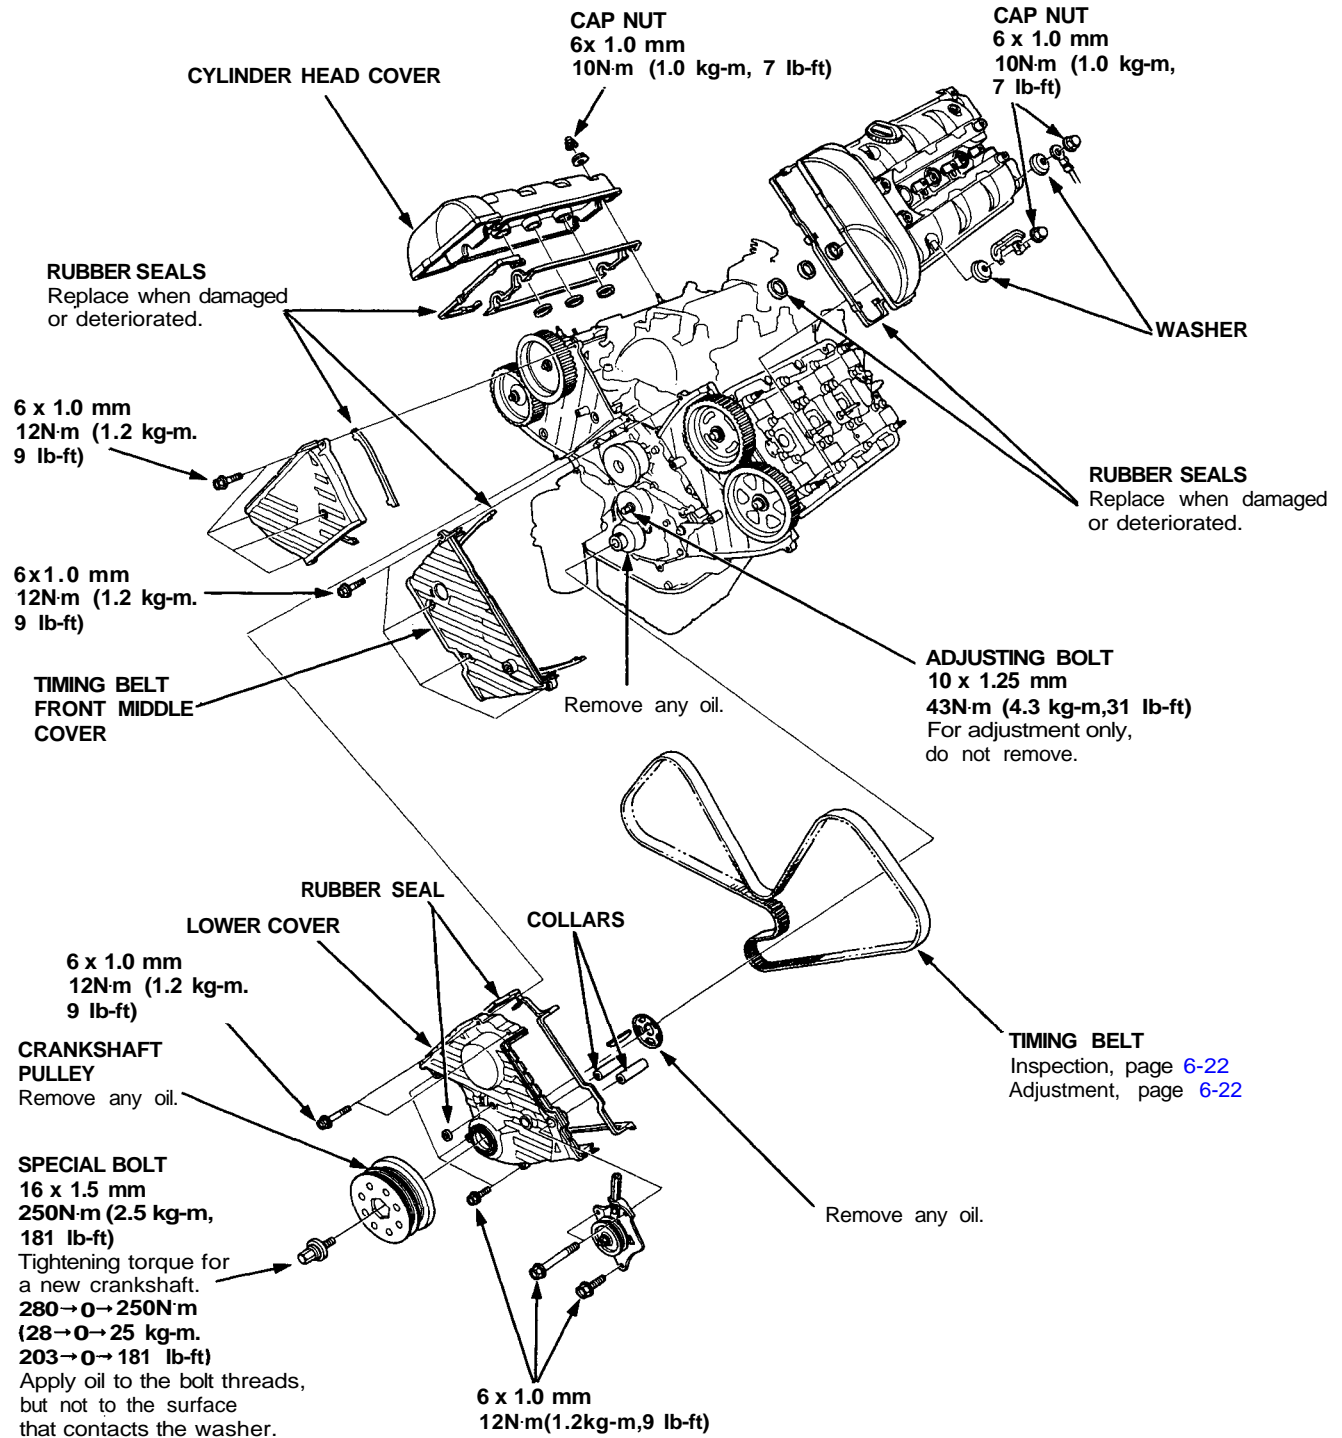 CAP NUT
6x 1.0 mm
10N·m (1.0 kg-m, 7 lb-ft)
CAP NUT
6 x 1.0 mm
10N·m (1.0 kg-m,
7 lb-ft)
CYLINDER HEAD COVER
RUBBER SEALS
Replace when damaged
or deteriorated.
WASHER
6 x 1.0 mm
12N·m (1.2 kg-m.
9 lb-ft)
RUBBER SEALS
Replace when damaged
or deteriorated.
6x1.0 mm
12N·m (1.2 kg-m.
9 lb-ft)
TIMING BELT
FRONT MIDDLE
COVER
Remove any oil.
ADJUSTING BOLT
10 x 1.25 mm
43N·m (4.3 kg-m,31 lb-ft)
For adjustment only,
do not remove.
RUBBER SEAL
LOWER COVER
COLLARS
6 x 1.0 mm
12N·m (1.2 kg-m.
9 lb-ft)
CRANKSHAFT
PULLEY
Remove any oil.
TIMING BELT
Inspection, page 6-22
Adjustment, page 6-22
SPECIAL BOLT
16 x 1.5 mm
250N·m (2.5 kg-m,
181 lb-ft)
Tightening torque for
a new crankshaft.
280→0→250N·m
(28→0→25 kg-m.
203→0→181 lb-ft)
Apply oil to the bolt threads,
but not to the surface
that contacts the washer.
Remove any oil.
6 x 1.0 mm
12N·m(1.2kg-m,9 lb-ft)